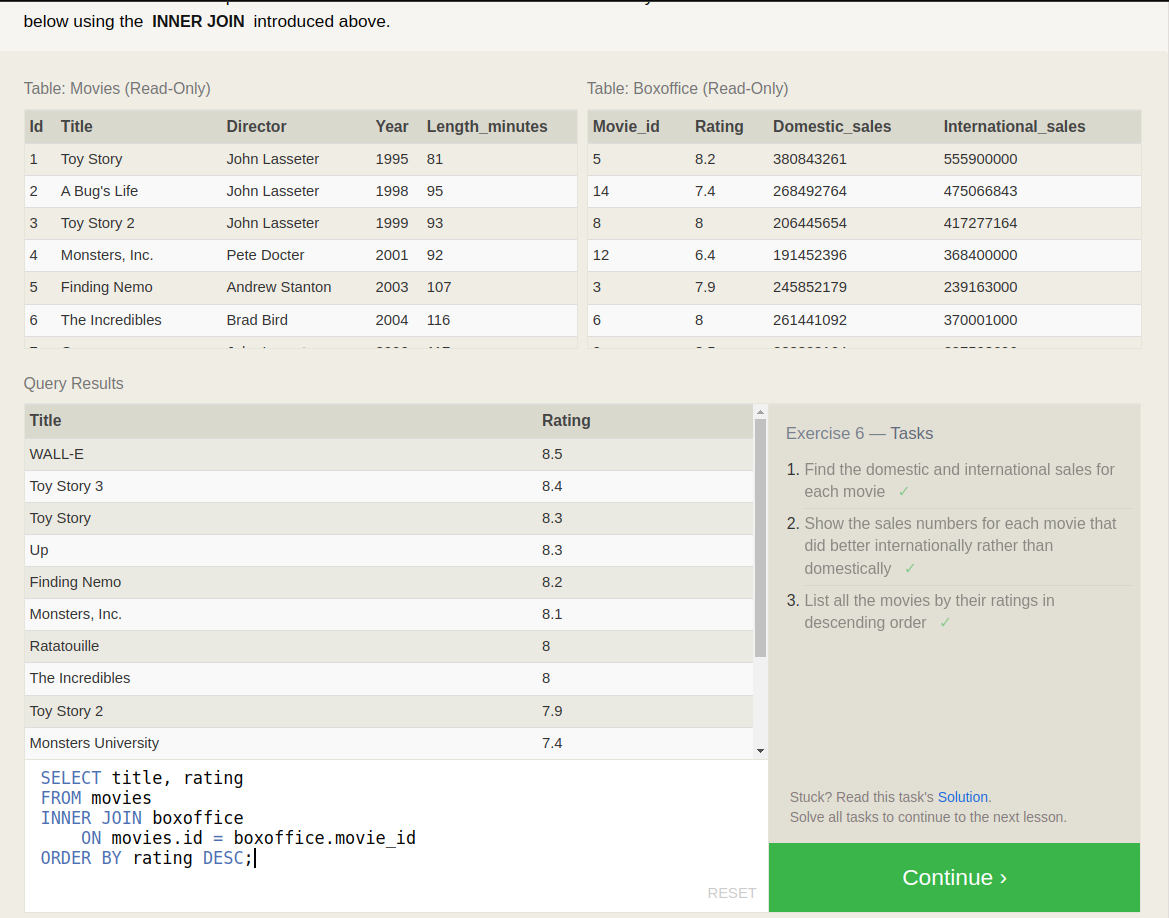 below using the INNER JOIN introduced above.
Table: Movies (Read-Only)
Id Title Director Year Length_minutes
1 Toy Story John Lasseter 1995 81
2 A Bug's Life John Lasseter 1998 95
3 Toy Story 2 John Lasseter 1999 93
4 Monsters, Inc. Pete Docter 2001 92
5 Finding Nemo Andrew Stanton 2003 107
6 The Incredibles Brad Bird 2004 116
Table: Boxoffice (Read-Only)
Movie_id Rating Domestic_sales International_sales
5 8.2 380843261 555900000
14 7.4 268492764 475066843
8 8 206445654 417277164
12 6.4 191452396 368400000
3 7.9 245852179 239163000
6 8 261441092 370001000
Query Results
Title Rating
WALL-E 8.5
Toy Story 3 8.4
Toy Story 8.3
Up 8.3
Finding Nemo 8.2
Monsters, Inc. 8.1
Ratatouille 8
The Incredibles 8
Toy Story 2 7.9
Monsters University 7.4
SELECT title, rating
FROM movies
INNER JOIN boxoffice
    ON movies.id = boxoffice.movie_id
ORDER BY rating DESC;
RESET
Exercise 6 — Tasks
1. Find the domestic and international sales for
each movie ✓
2. Show the sales numbers for each movie that
did better internationally rather than
domestically ✓
3. List all the movies by their ratings in
descending order ✓
Stuck? Read this task's Solution.
Solve all tasks to continue to the next lesson.
Continue ›